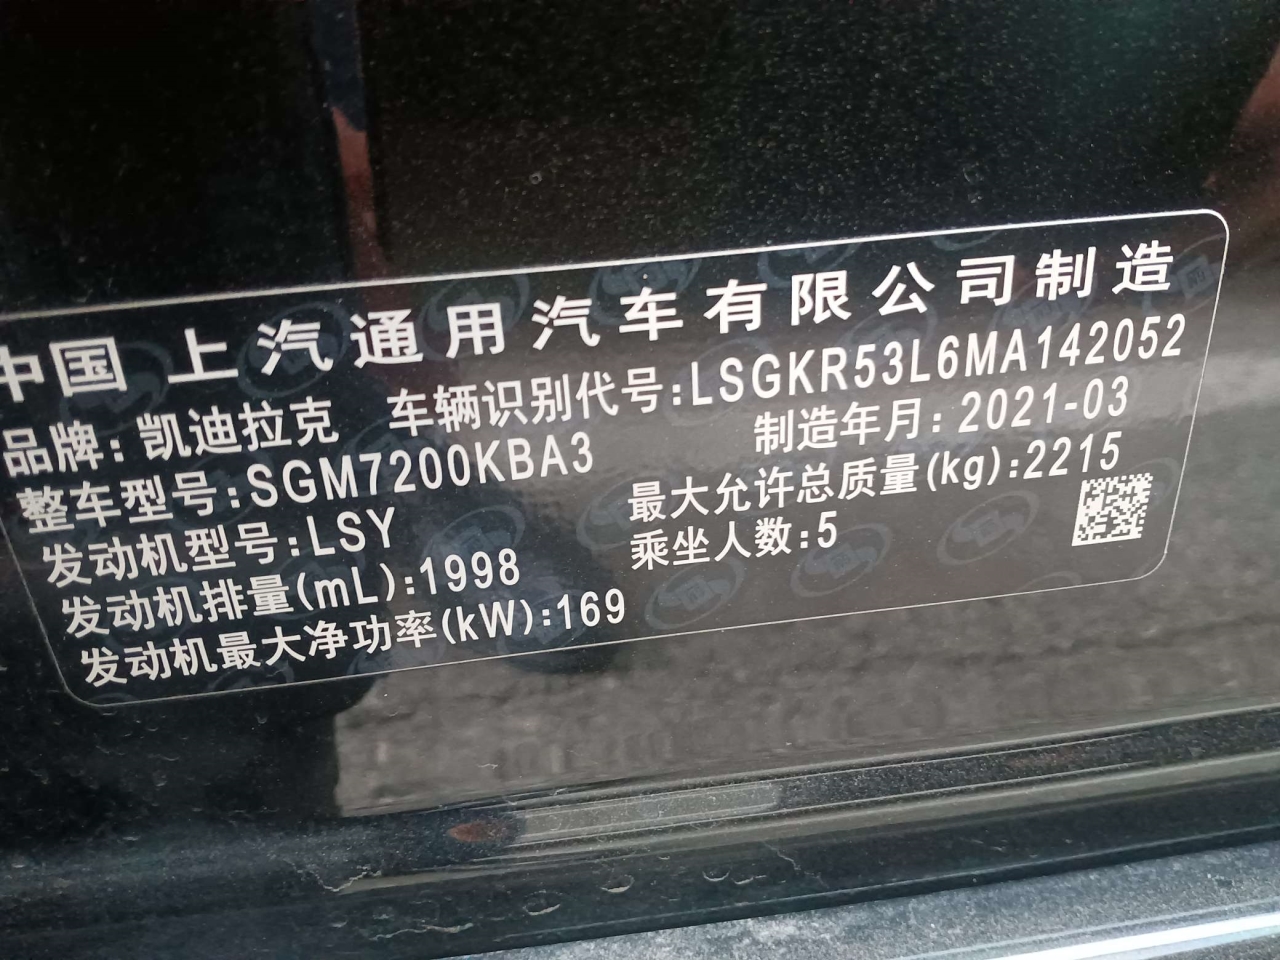 中国 上汽通用汽车有限公司制造
品牌：凯迪拉克 车辆识别代号：LSGKR53L6MA142052
整车型号：SGM7200KBA3 制造年月：2021-03
发动机型号：LSY 最大允许总质量(kg)：2215
发动机排量(mL)：1998 乘坐人数：5
发动机最大净功率(kW)：169